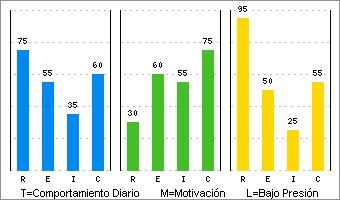 75 55 35 60
30 60 55 75
95 50 25 55
R E I C R E I C R E I C
T=Comportamiento Diario M=Motivación L=Bajo Presión